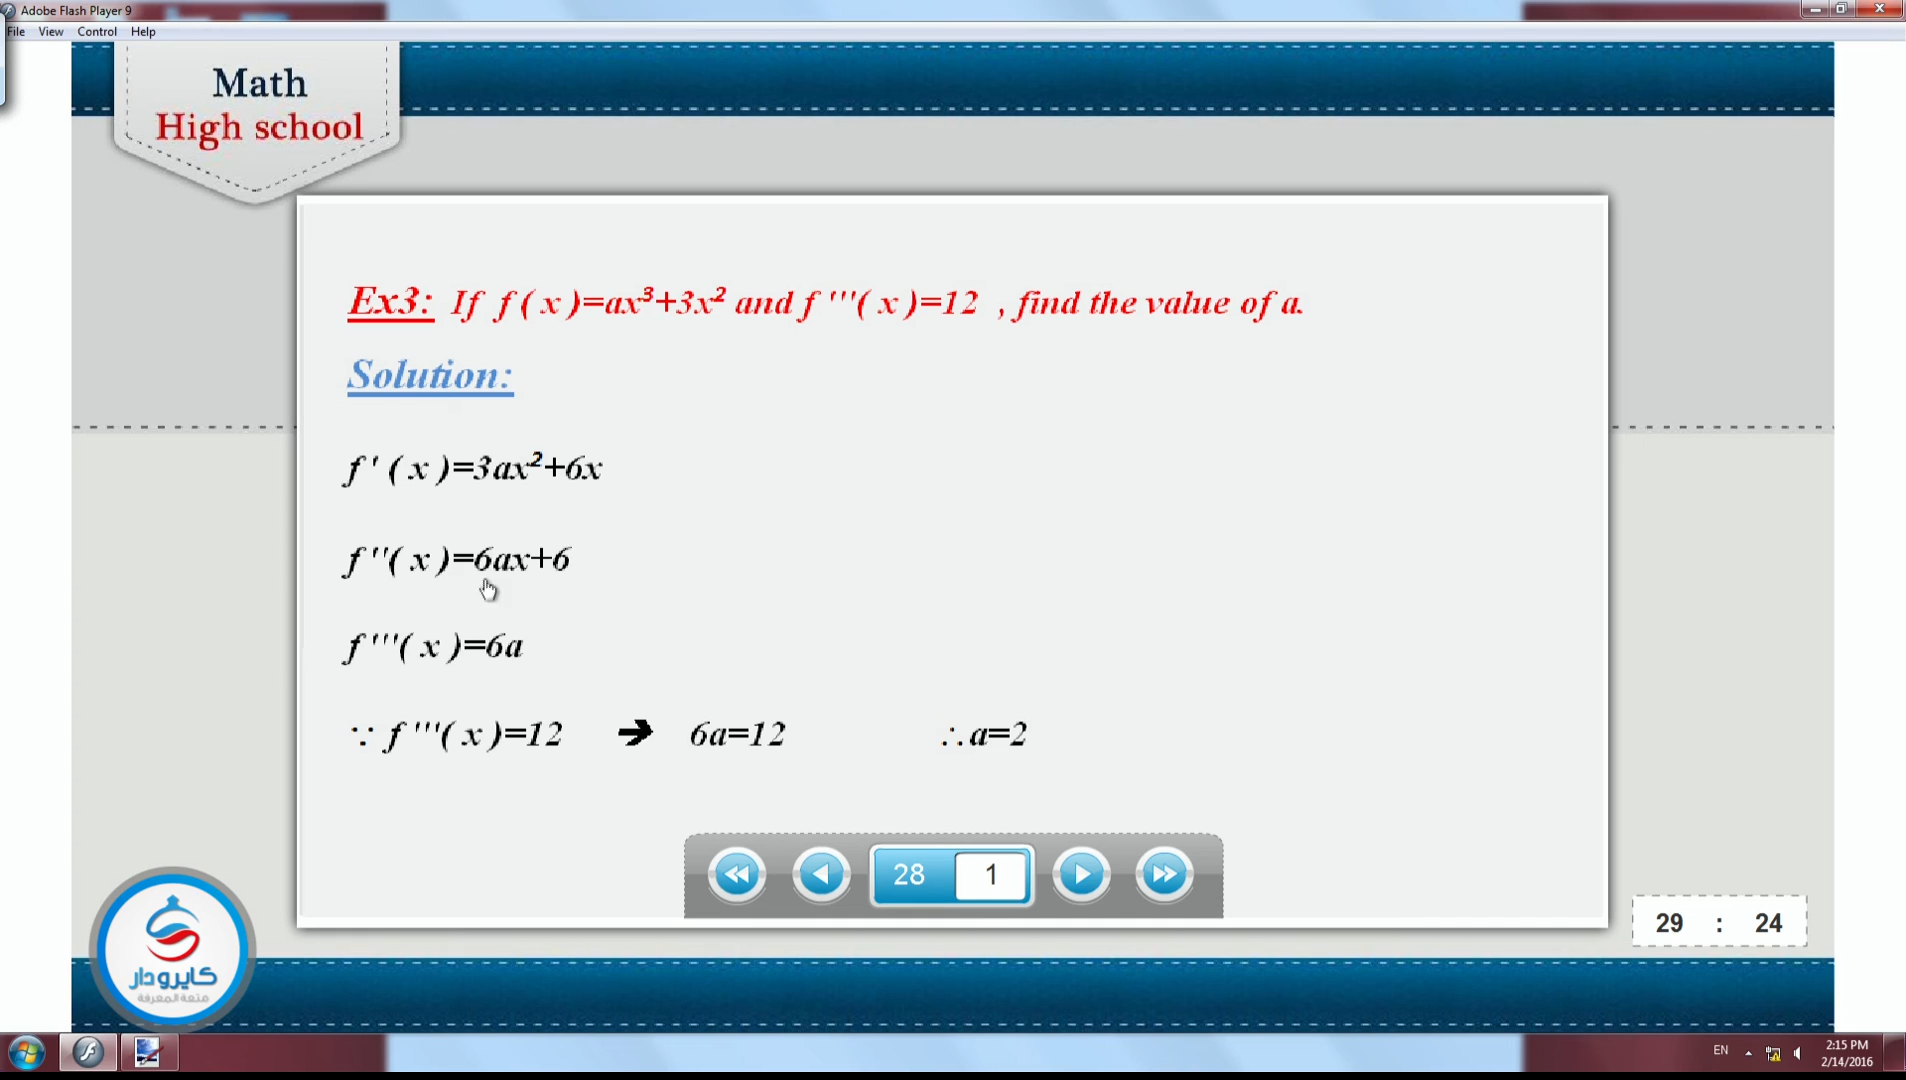 Adobe Flash Player 9
File View Control Help
Math
High school
Ex3: If f ( x )=ax³+3x² and f '''( x )=12 , find the value of a.
Solution:
f ' ( x )=3ax²+6x
f ''( x )=6ax+6
f '''( x )=6a
∵ f '''( x )=12 ➔ 6a=12 ∴a=2
28 1
29 : 24
كايرودار
متعة المعرفة
EN
2:15 PM
2/14/2016